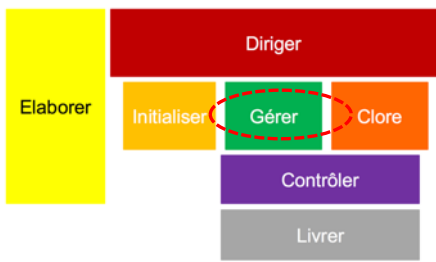 Diriger
Elaborer
Initialiser
Gérer
Clore
Contrôler
Livrer